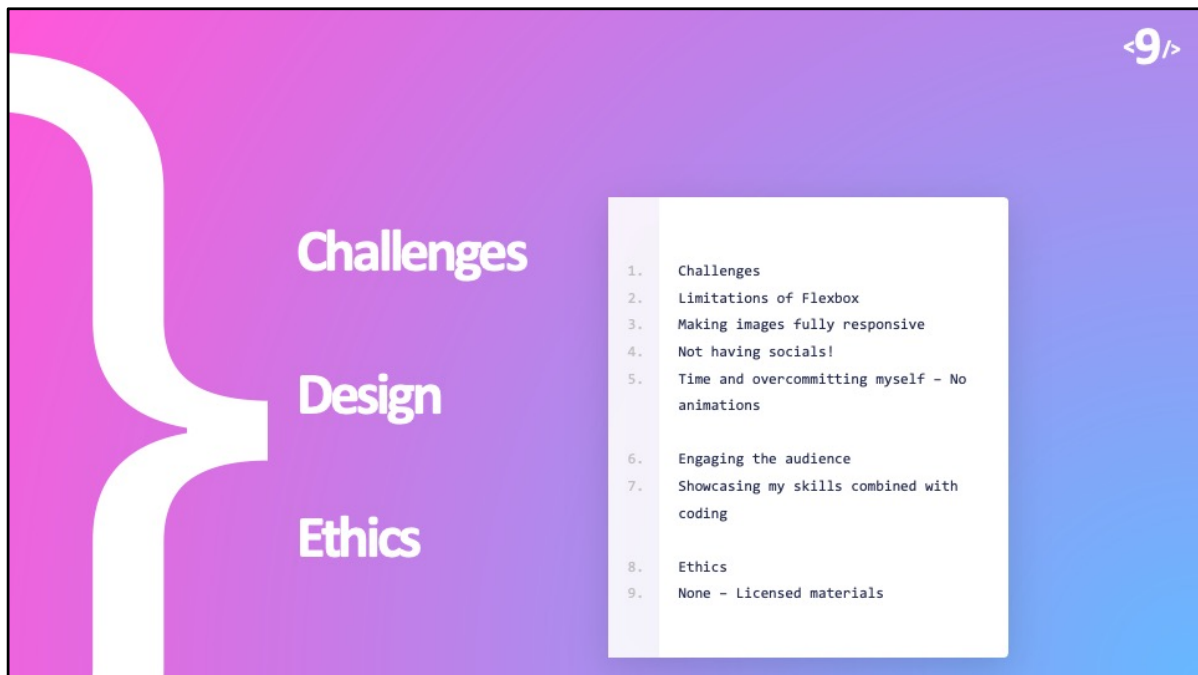 <9/>
Challenges
Design
Ethics
1. Challenges
2. Limitations of Flexbox
3. Making images fully responsive
4. Not having socials!
5. Time and overcommitting myself – No
animations
6. Engaging the audience
7. Showcasing my skills combined with
coding
8. Ethics
9. None – Licensed materials